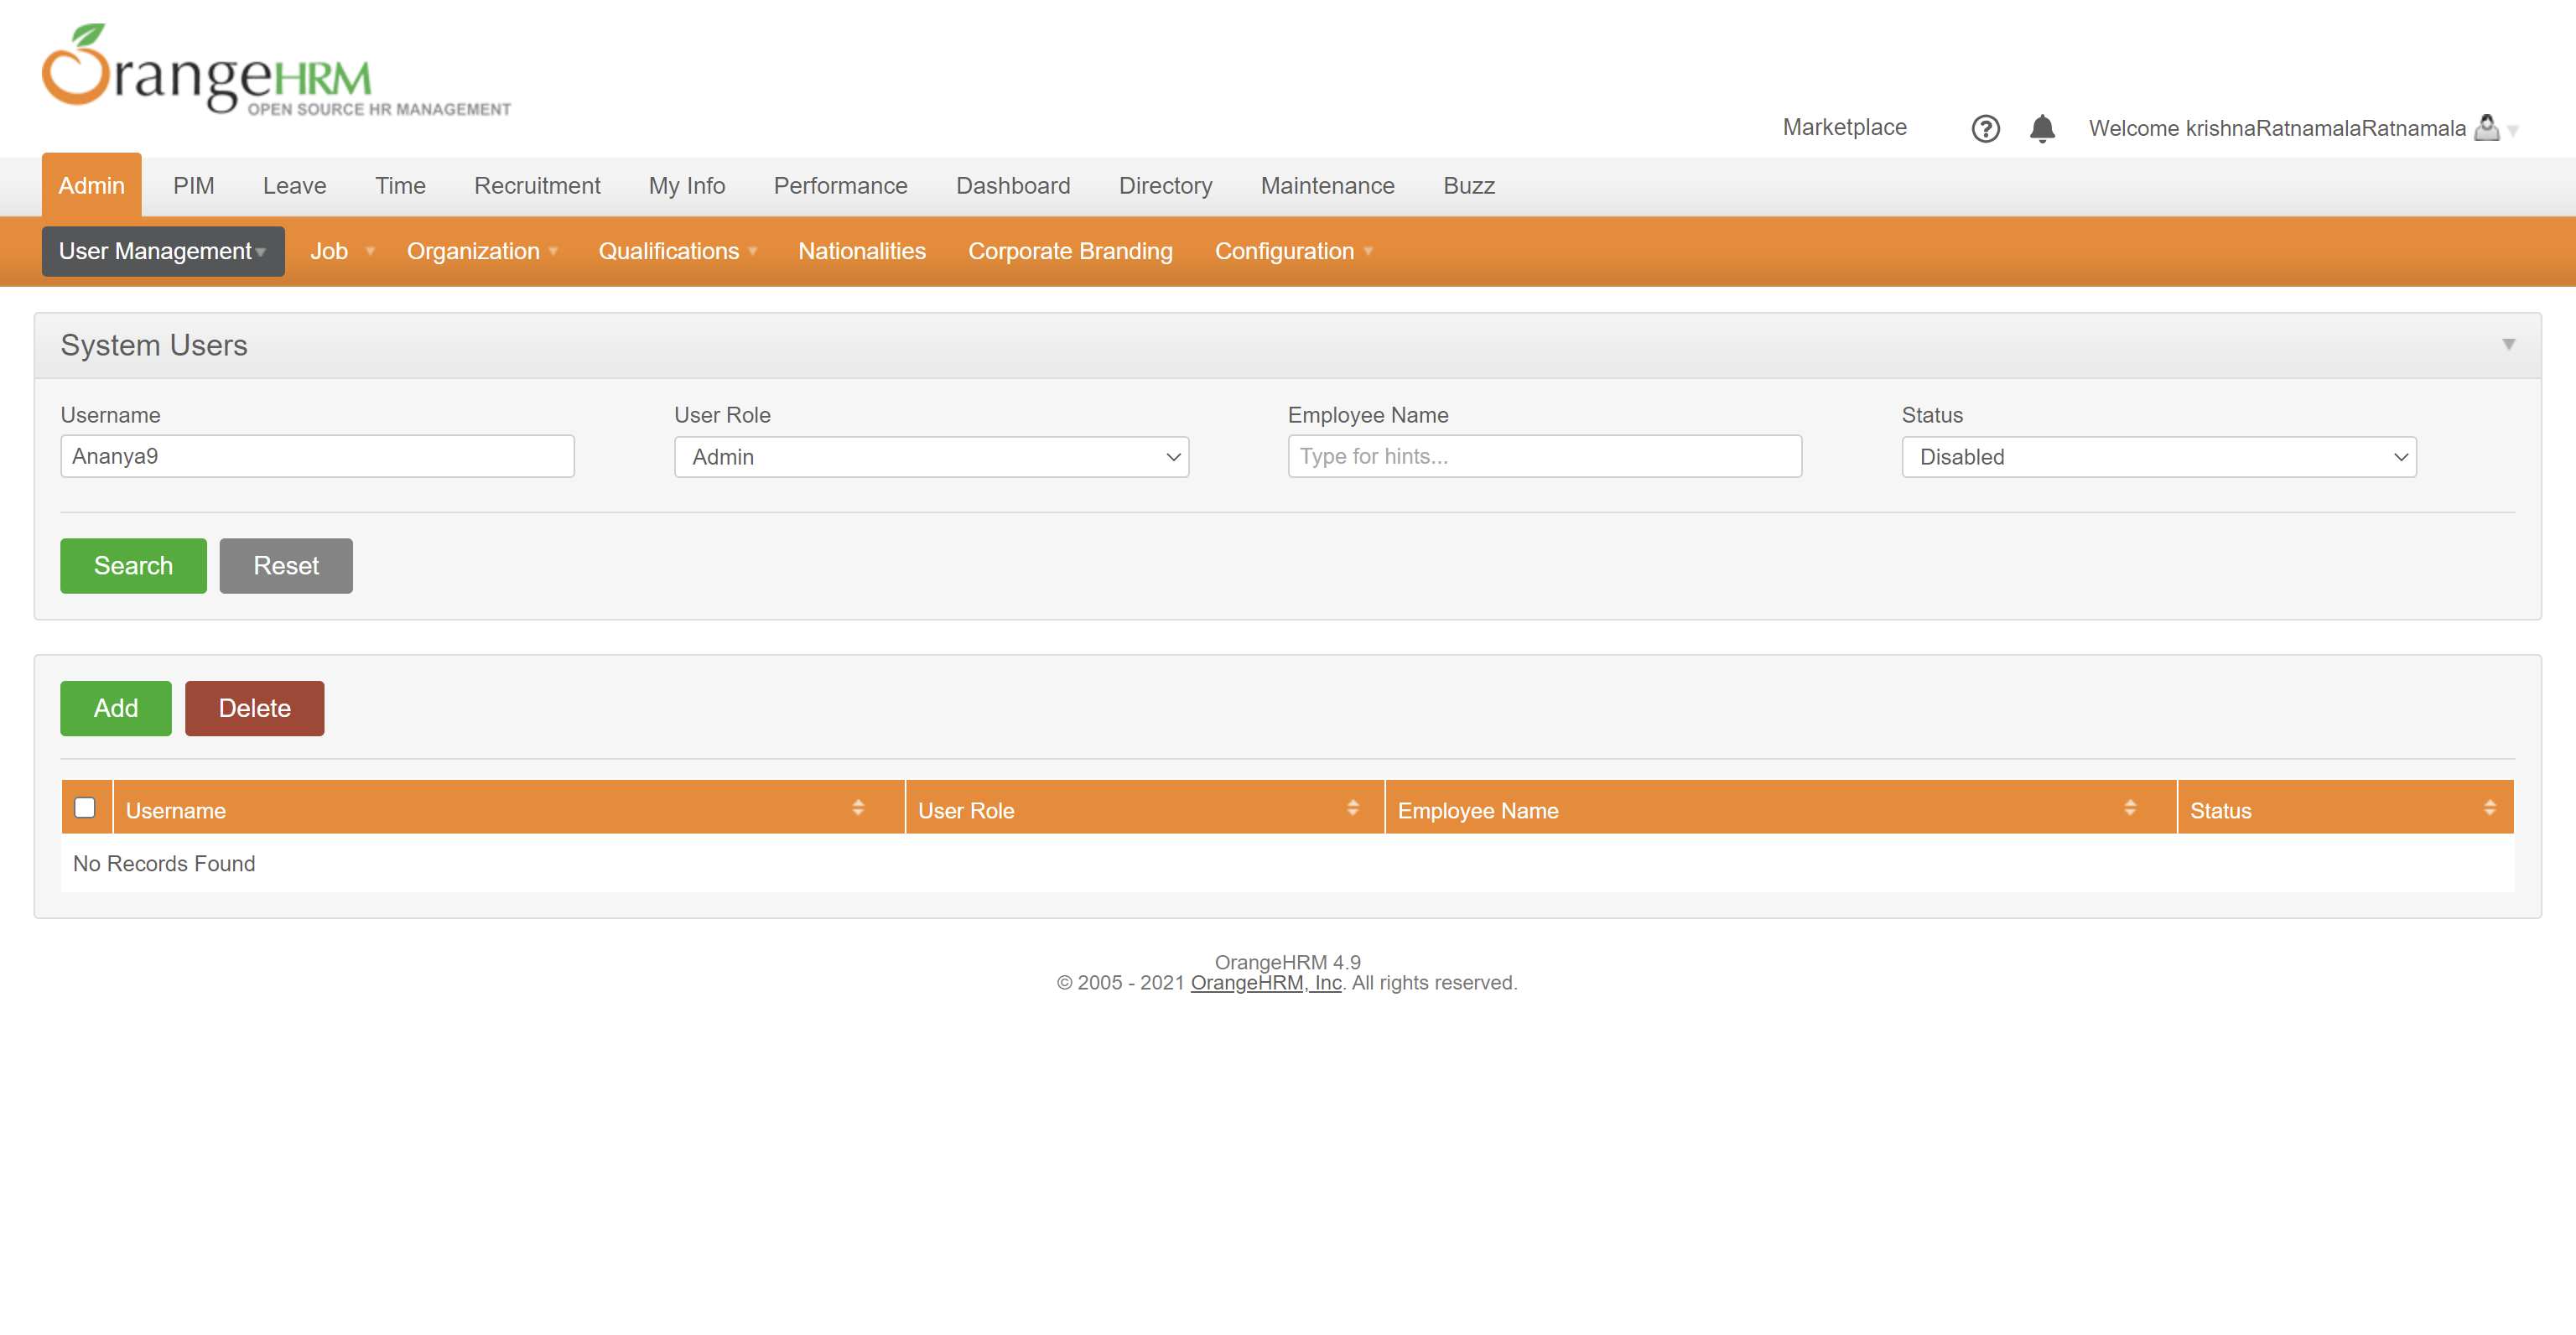 OrangeHRM
OPEN SOURCE HR MANAGEMENT
Marketplace Welcome krishnaRatnamalaRatnamala
Admin PIM Leave Time Recruitment My Info Performance Dashboard Directory Maintenance Buzz
User Management Job Organization Qualifications Nationalities Corporate Branding Configuration
System Users
Username User Role Employee Name Status
Ananya9 Admin Type for hints... Disabled
Search Reset
Add Delete
Username User Role Employee Name Status
No Records Found
OrangeHRM 4.9
© 2005 - 2021 OrangeHRM, Inc. All rights reserved.